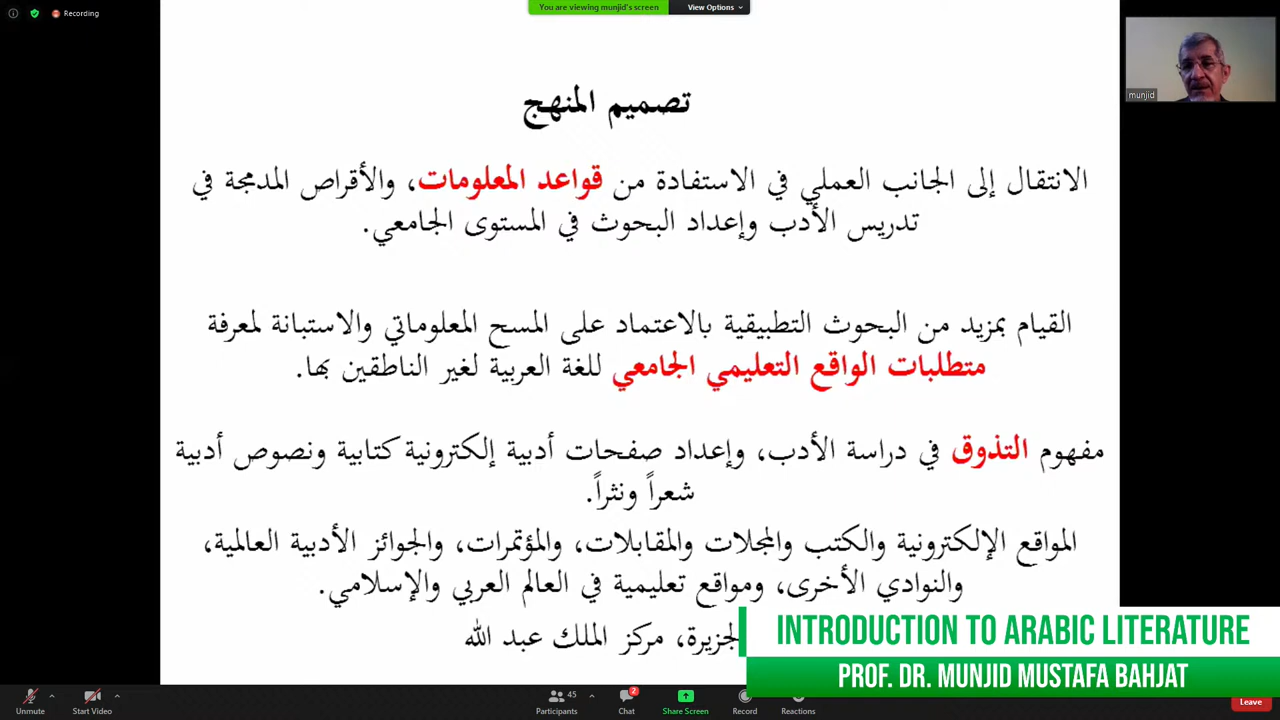 Recording
You are viewing munjid's screen
View Options
munjid
تصميم المنهج
الانتقال إلى الجانب العملي في الاستفادة من قواعد المعلومات، والأقراص المدمجة في
تدريس الأدب وإعداد البحوث في المستوى الجامعي.
القيام بمزيد من البحوث التطبيقية بالاعتماد على المسح المعلوماتي والاستبانة لمعرفة
متطلبات الواقع التعليمي الجامعي للغة العربية لغير الناطقين بها.
مفهوم التذوق في دراسة الأدب، وإعداد صفحات أدبية إلكترونية كتابية ونصوص أدبية
شعراً ونثراً.
المواقع الإلكترونية والكتب والمجلات والمقابلات، والمؤتمرات، والجوائز الأدبية العالمية،
والنوادي الأخرى، ومواقع تعليمية في العالم العربي والإسلامي.
لجزيرة، مركز الملك عبد الله
INTRODUCTION TO ARABIC LITERATURE
PROF. DR. MUNJID MUSTAFA BAHJAT
Unmute
Start Video
45
Participants
2
Chat
Share Screen
Record
Reactions
Leave